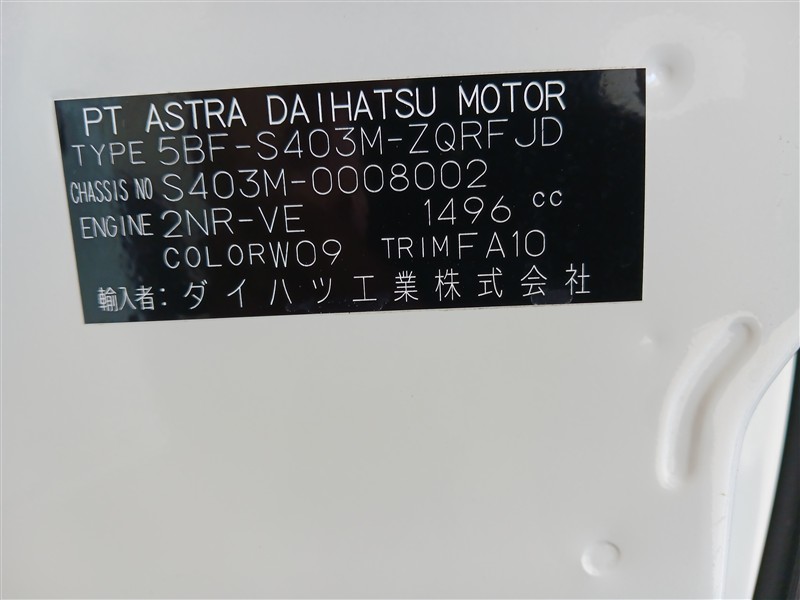 PT ASTRA DAIHATSU MOTOR
TYPE 5BF-S403M-ZQRFJD
CHASSIS NO S403M-0008002
ENGINE 2NR-VE 1496 cc
COLOR W09 TRIM FA10
輸入者: ダイハツ工業株式会社